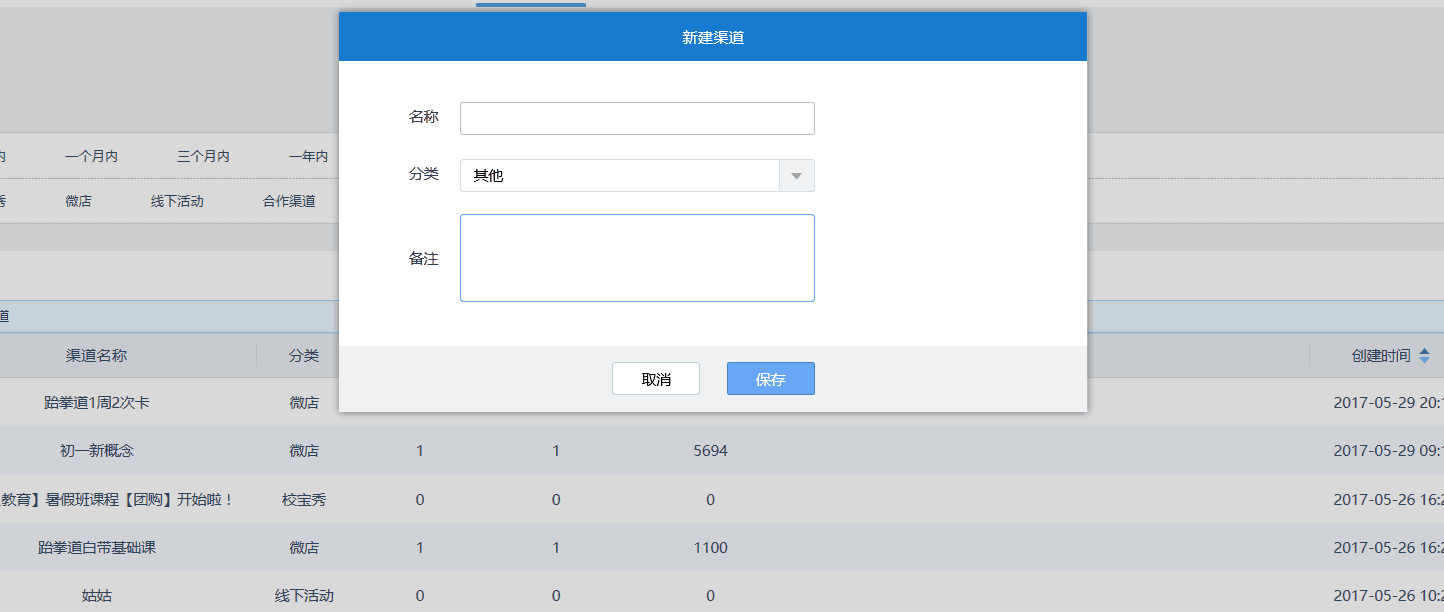 新建渠道
名称
分类 其他
备注
取消 保存
内 一个月内 三个月内 一年内
秀 微店 线下活动 合作渠道
道
渠道名称 分类 创建时间
跆拳道1周2次卡 微店 2017-05-29 20:1
初一新概念 微店 1 1 5694 2017-05-29 09:1
教育】暑假班课程【团购】开始啦！ 校宝秀 0 0 0 2017-05-26 16:2
跆拳道白带基础课 微店 1 1 1100 2017-05-26 16:2
姑姑 线下活动 0 0 0 2017-05-26 10:2